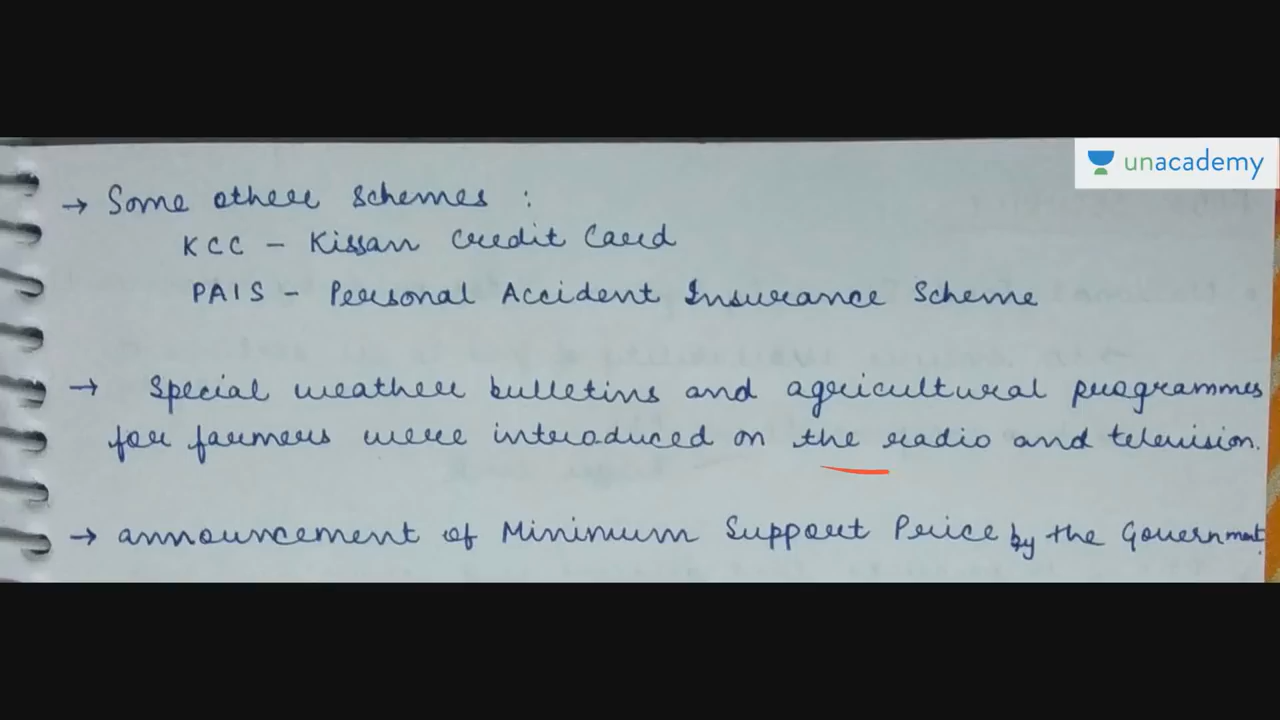 unacademy
→ Some other schemes :
KCC - Kissan Credit Card
PAIS - Personal Accident Insurance Scheme
→ Special weather bulletins and agricultural programmes
for farmers were introduced on the radio and television.
→ announcement of Minimum Support Price by the Government.